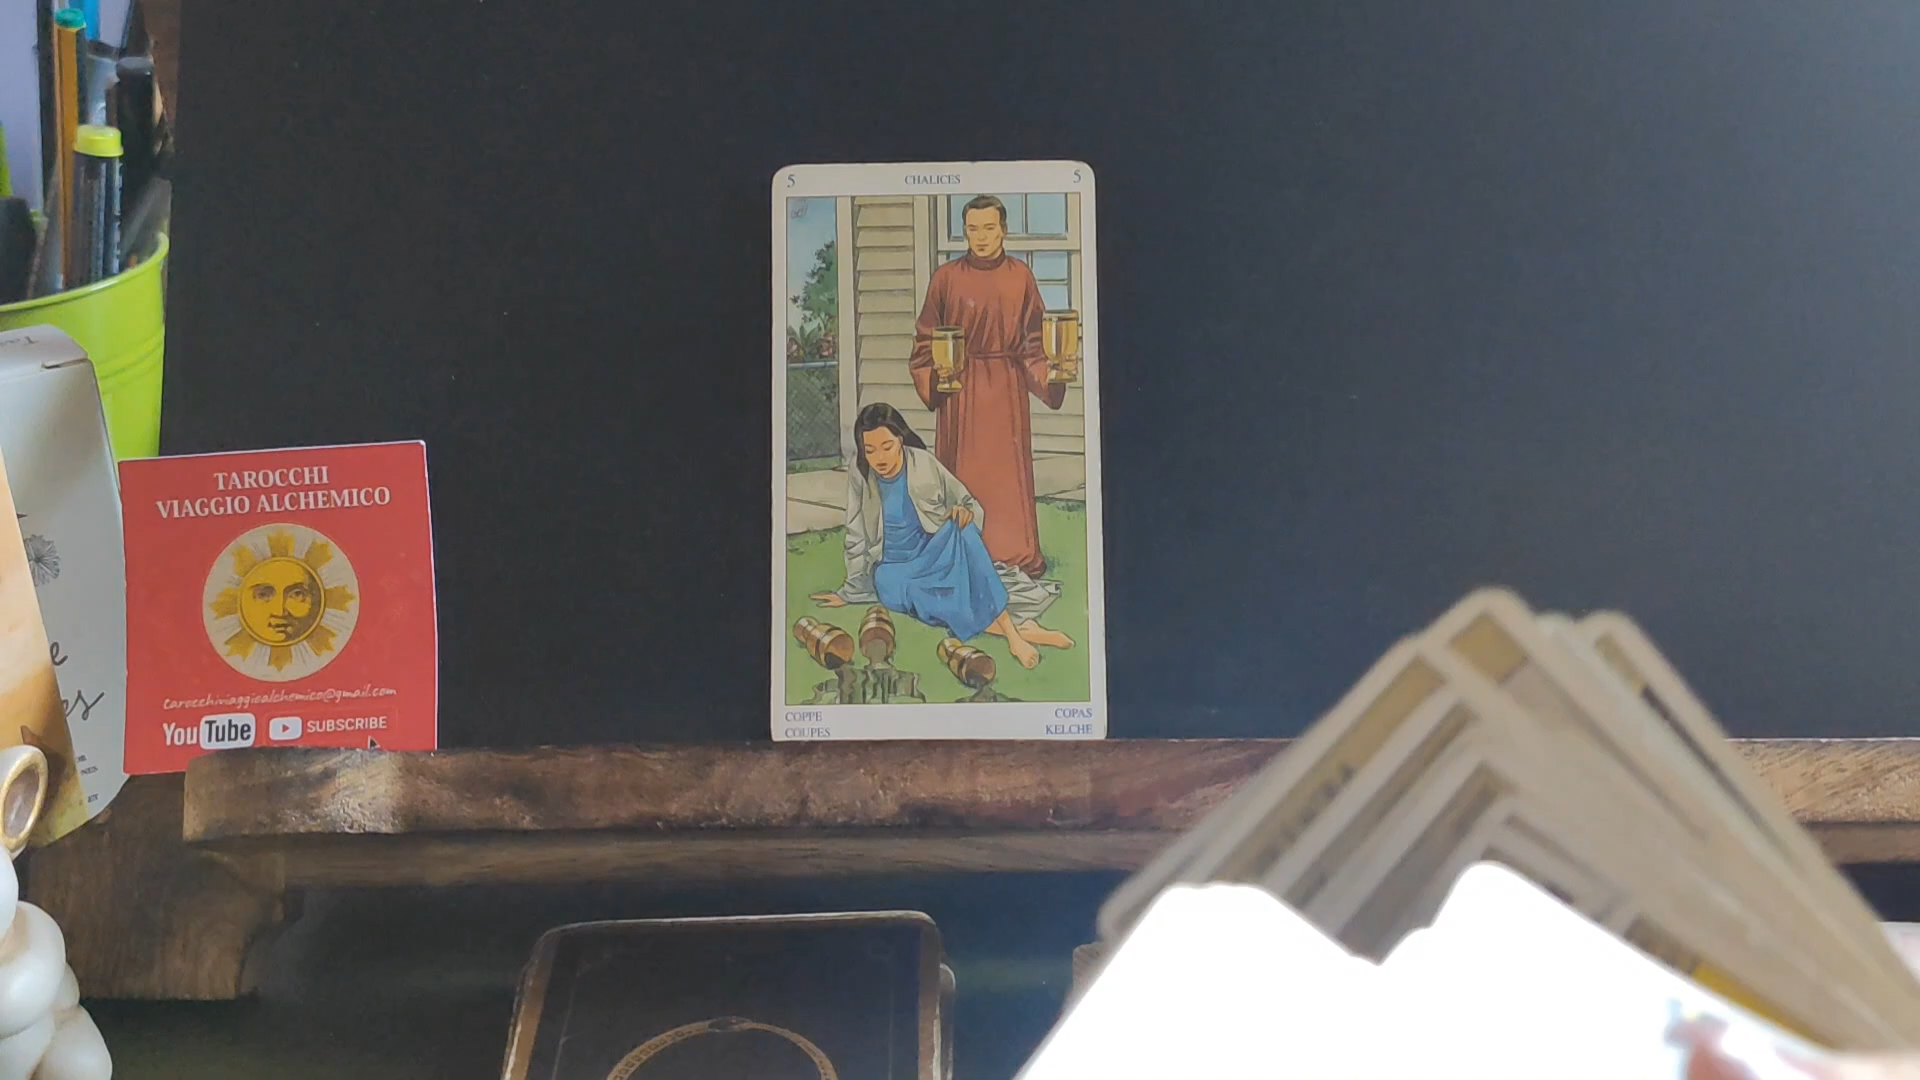 5 CHALICES 5
TAROCCHI
VIAGGIO ALCHEMICO
tarocchiviaggioalchemico@gmail.com
YouTube SUBSCRIBE
COPPE COPAS
COUPES KELCHE